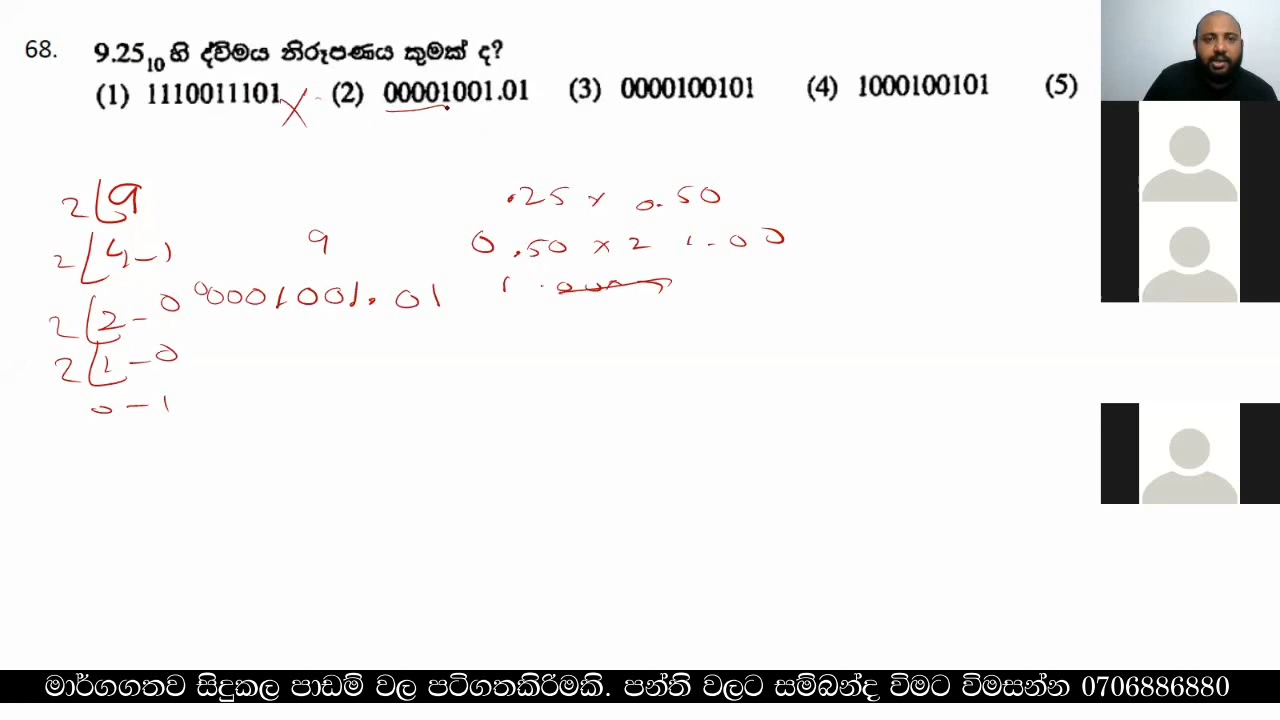 68. 9.25₁₀ හි ද්විමය නිරූපණය කුමක් ද?
(1) 1110011101 (2) 00001001.01 (3) 0000100101 (4) 1000100101 (5)
2 9
2 4 - 1
2 2 - 0
2 1 - 0
0 - 1
9
00001001.01
.25 × 0.50
0.50 × 2 1.00
මාර්ගගතව සිදුකල පාඩම් වල පටිගතකිරිමකි. පන්ති වලට සම්බන්ද විමට විමසන්න 0706886880